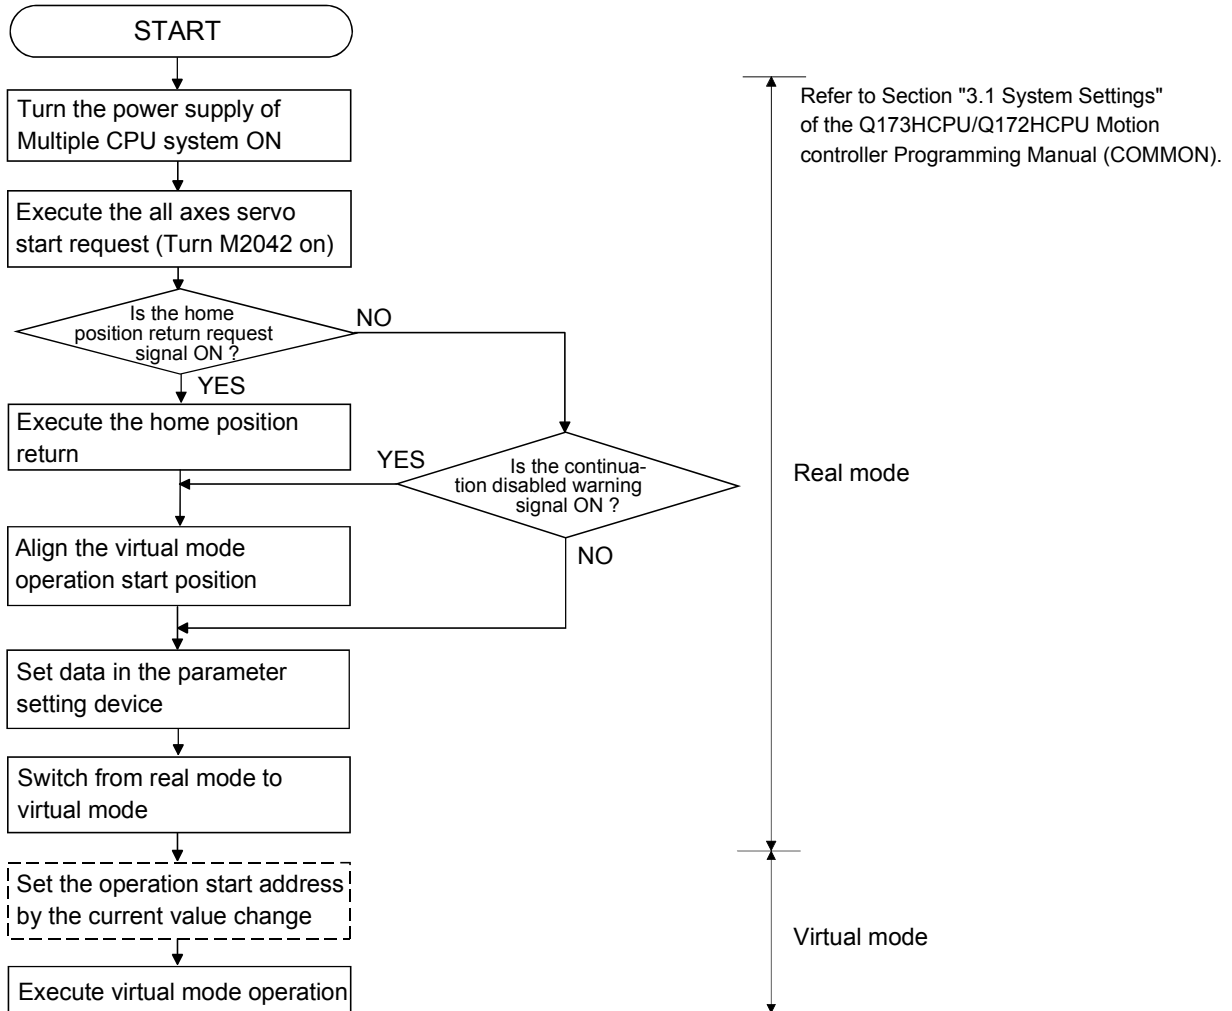 START
Turn the power supply of
Multiple CPU system ON
Refer to Section "3.1 System Settings"
of the Q173HCPU/Q172HCPU Motion
controller Programming Manual (COMMON).
Execute the all axes servo
start request (Turn M2042 on)
Is the home
position return request
signal ON ?
NO
YES
Execute the home position
return
YES
Is the continua-
tion disabled warning
signal ON ?
NO
Real mode
Align the virtual mode
operation start position
Set data in the parameter
setting device
Switch from real mode to
virtual mode
Set the operation start address
by the current value change
Virtual mode
Execute virtual mode operation